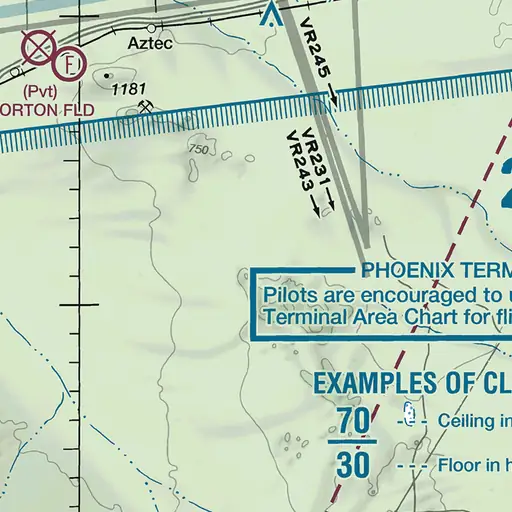 Aztec
VR245
F
(Pvt)
1181
ORTON FLD
750
VR231
VR243
2
PHOENIX TERM
Pilots are encouraged to u
Terminal Area Chart for fli
EXAMPLES OF CL
70 --- Ceiling in
30 --- Floor in h